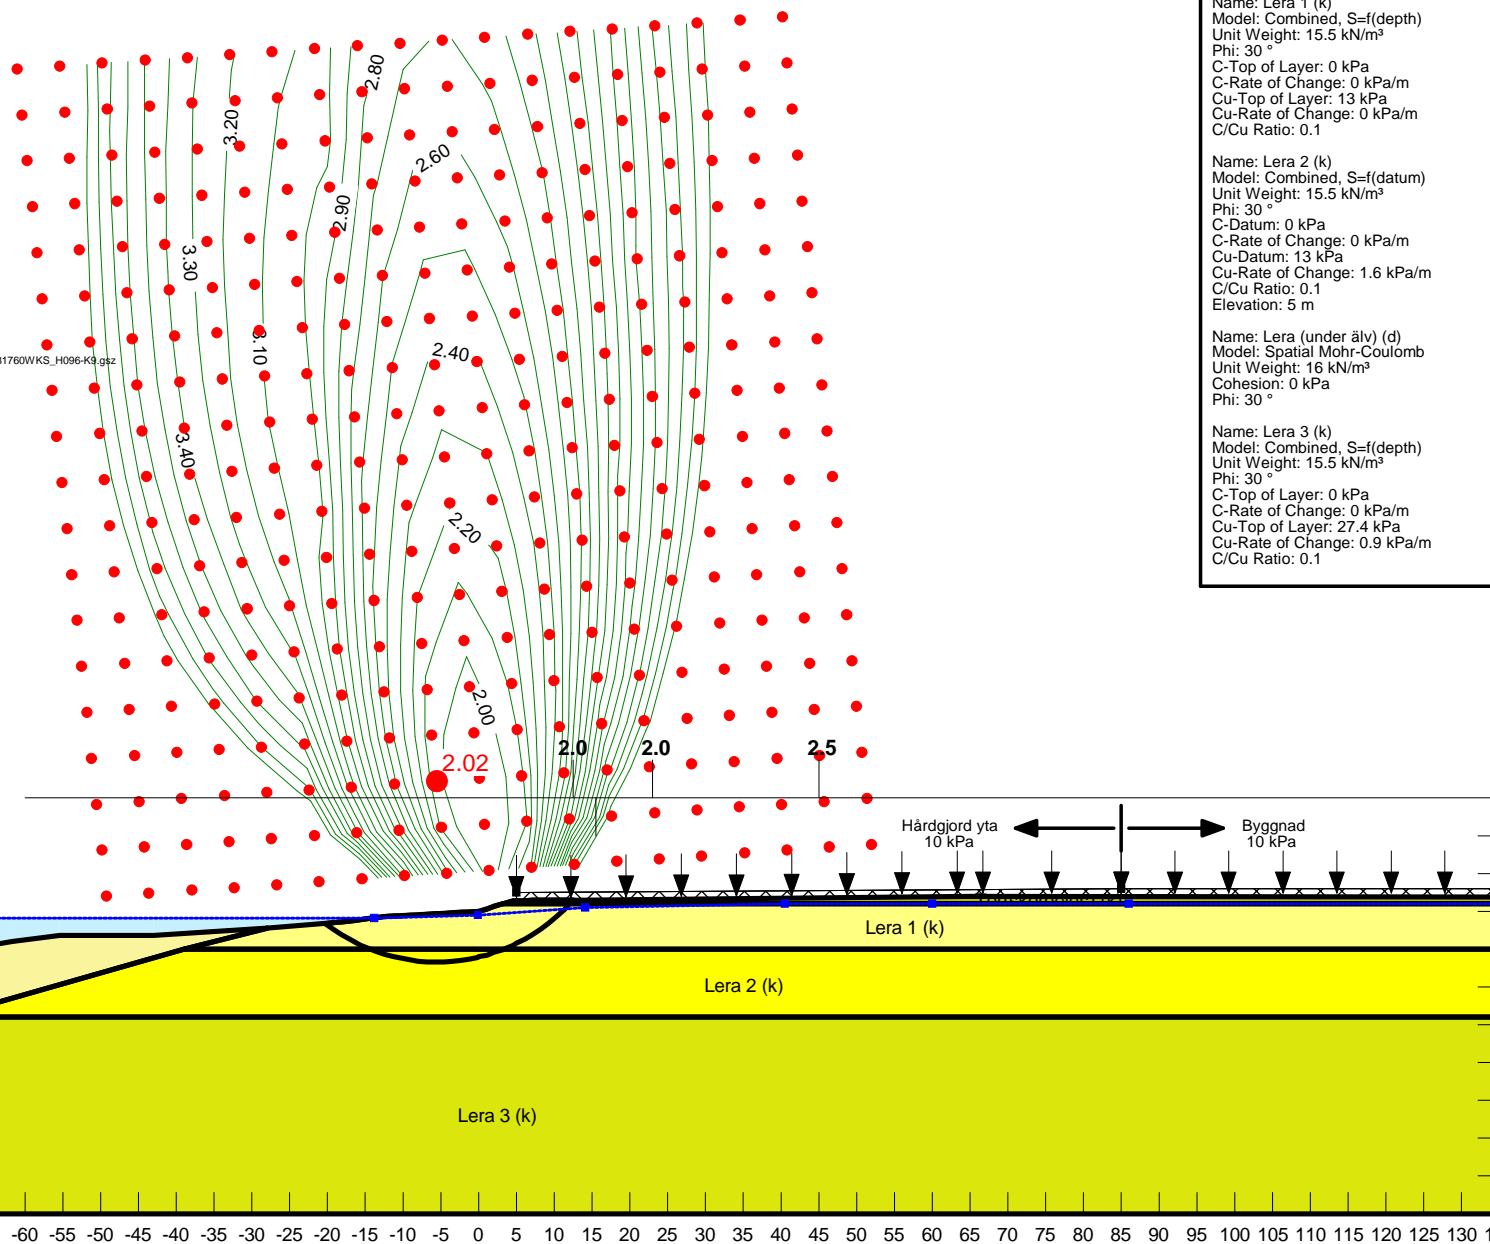 Name: Lera 1 (k)
Model: Combined, S=f(depth)
Unit Weight: 15.5 kN/m³
Phi: 30 °
C-Top of Layer: 0 kPa
C-Rate of Change: 0 kPa/m
Cu-Top of Layer: 13 kPa
Cu-Rate of Change: 0 kPa/m
C/Cu Ratio: 0.1
Name: Lera 2 (k)
Model: Combined, S=f(datum)
Unit Weight: 15.5 kN/m³
Phi: 30 °
C-Datum: 0 kPa
C-Rate of Change: 0 kPa/m
Cu-Datum: 13 kPa
Cu-Rate of Change: 1.6 kPa/m
C/Cu Ratio: 0.1
Elevation: 5 m
Name: Lera (under älv) (d)
Model: Spatial Mohr-Coulomb
Unit Weight: 16 kN/m³
Cohesion: 0 kPa
Phi: 30 °
Name: Lera 3 (k)
Model: Combined, S=f(depth)
Unit Weight: 15.5 kN/m³
Phi: 30 °
C-Top of Layer: 0 kPa
C-Rate of Change: 0 kPa/m
Cu-Top of Layer: 27.4 kPa
Cu-Rate of Change: 0.9 kPa/m
C/Cu Ratio: 0.1
2.80
3.20
2.60
2.90
3.30
3.10
1760WKS_H096-K9.gsz
2.40
3.40
2.20
2.00
2.02
2.0
2.0
2.5
Hårdgjord yta
10 kPa
Byggnad
10 kPa
Lera 1 (k)
Lera 2 (k)
Lera 3 (k)
-60 -55 -50 -45 -40 -35 -30 -25 -20 -15 -10 -5 0 5 10 15 20 25 30 35 40 45 50 55 60 65 70 75 80 85 90 95 100 105 110 115 120 125 130